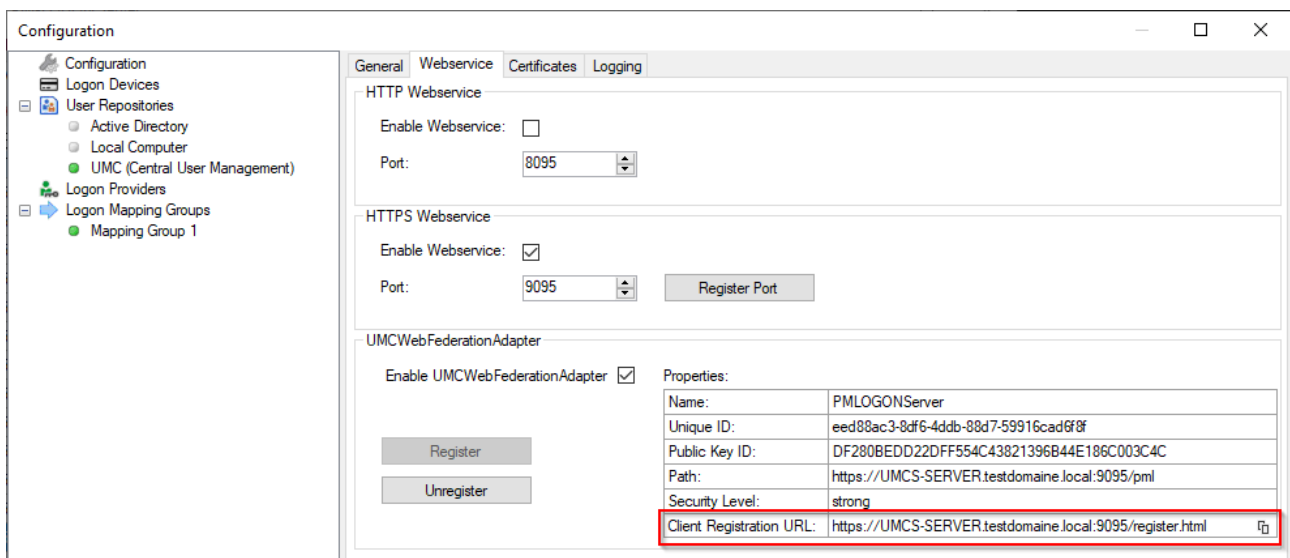 Configuration
Configuration
Logon Devices
User Repositories
Active Directory
Local Computer
UMC (Central User Management)
Logon Providers
Logon Mapping Groups
Mapping Group 1
General Webservice Certificates Logging
HTTP Webservice
Enable Webservice:
Port: 8095
HTTPS Webservice
Enable Webservice:
Port: 9095 Register Port
UMCWebFederationAdapter
Enable UMCWebFederationAdapter
Register
Unregister
Properties:
Name: PMLOGONServer
Unique ID: eed88ac3-8df6-4ddb-88d7-59916cad6f8f
Public Key ID: DF280BEDD22DFF554C43821396B44E186C003C4C
Path: https://UMCS-SERVER.testdomaine.local:9095/pml
Security Level: strong
Client Registration URL: https://UMCS-SERVER.testdomaine.local:9095/register.html